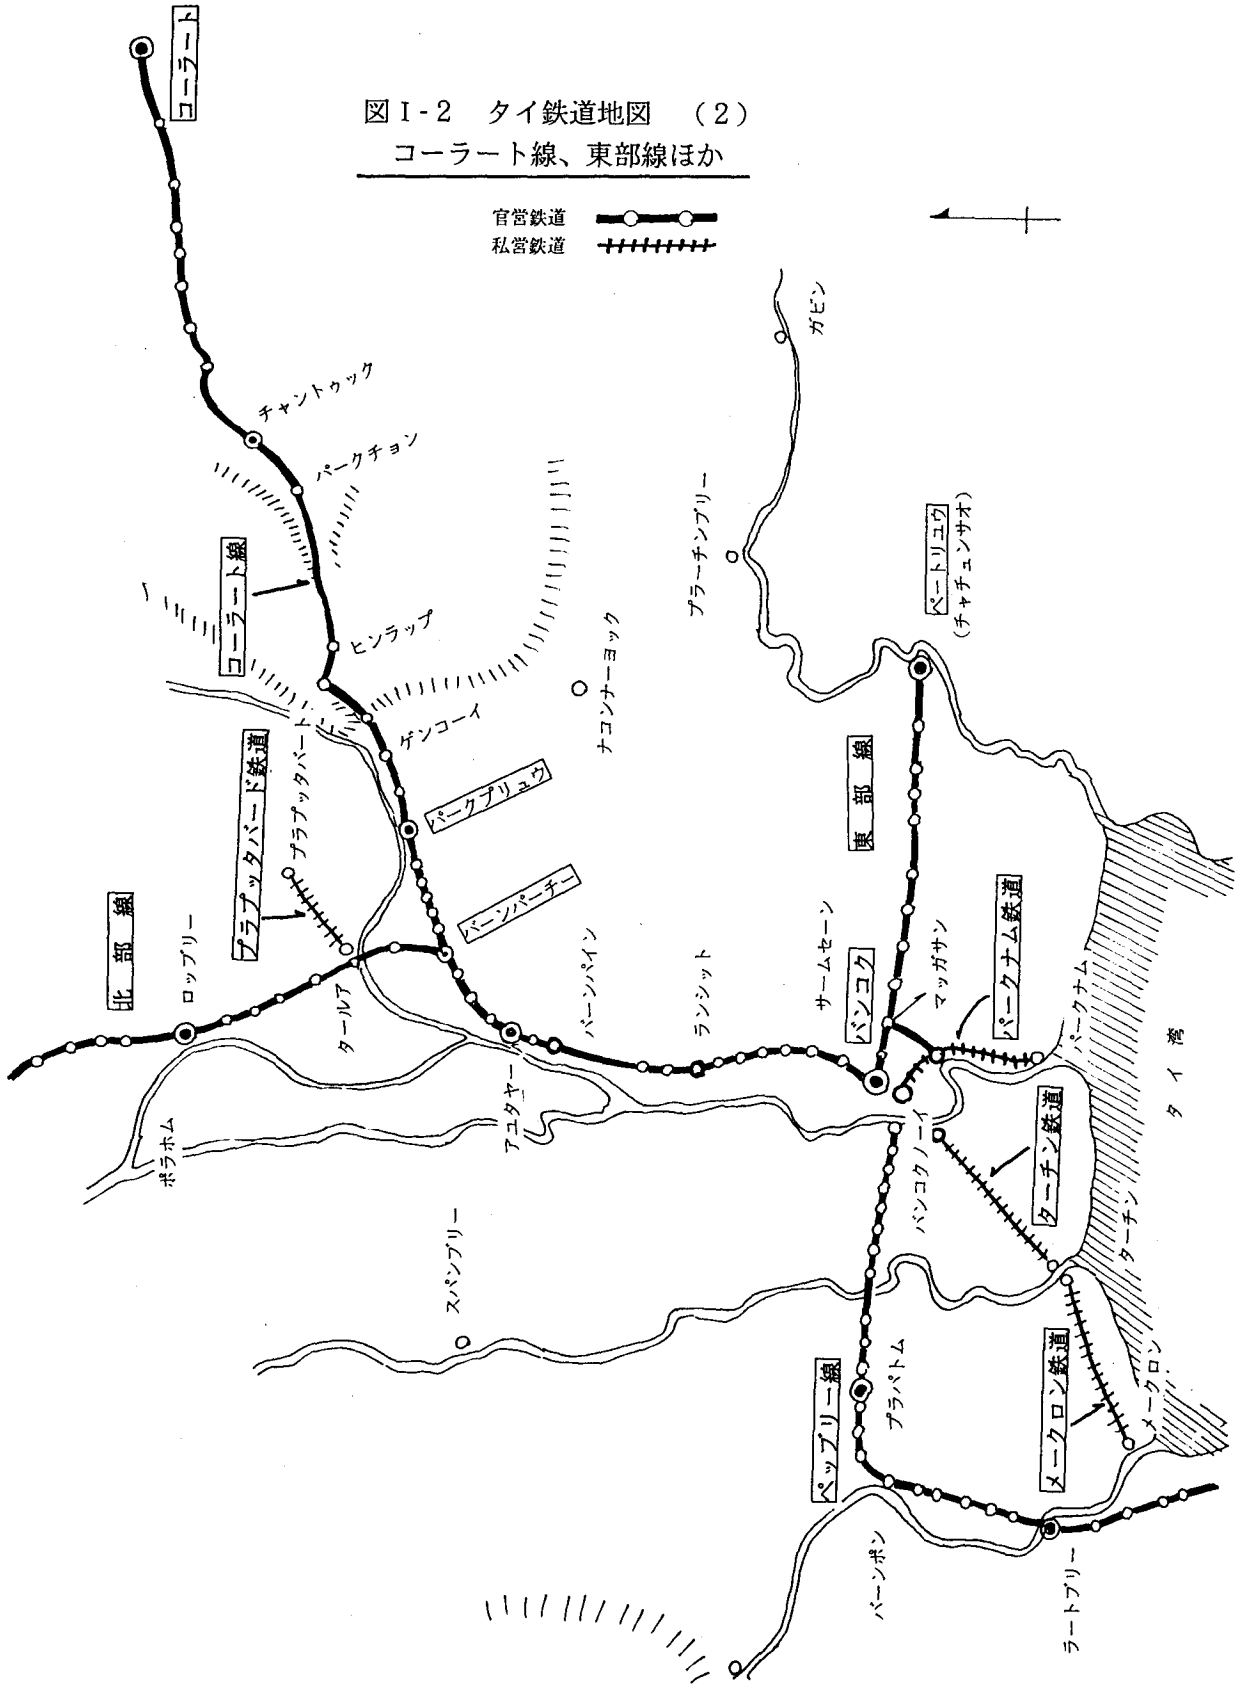 図Ⅰ-2 タイ鉄道地図 (2)
コーラート線、東部線ほか
官営鉄道
私営鉄道
コーラート
チャントゥック
パークチョン
コーラート線
ヒンラップ
ゲンコーイ
パークプリュウ
バーンパーチー
プラプッタバード鉄道
プラプッタバート
北部線
ロップリー
タールア
ポラホム
アユタヤー
バーンパイン
ランシット
サームセーン
バンコク
マッガサン
東部線
ペートリュウ
(チャチュンサオ)
プラーチンブリー
ガビン
ナコンナーヨック
パークナム鉄道
パークナム
タイ湾
バンコクノーイ
ターチン鉄道
ターチン
メークロン鉄道
メークロン
スパンブリー
ペップリー線
プラパトム
バーンポン
ラートブリー